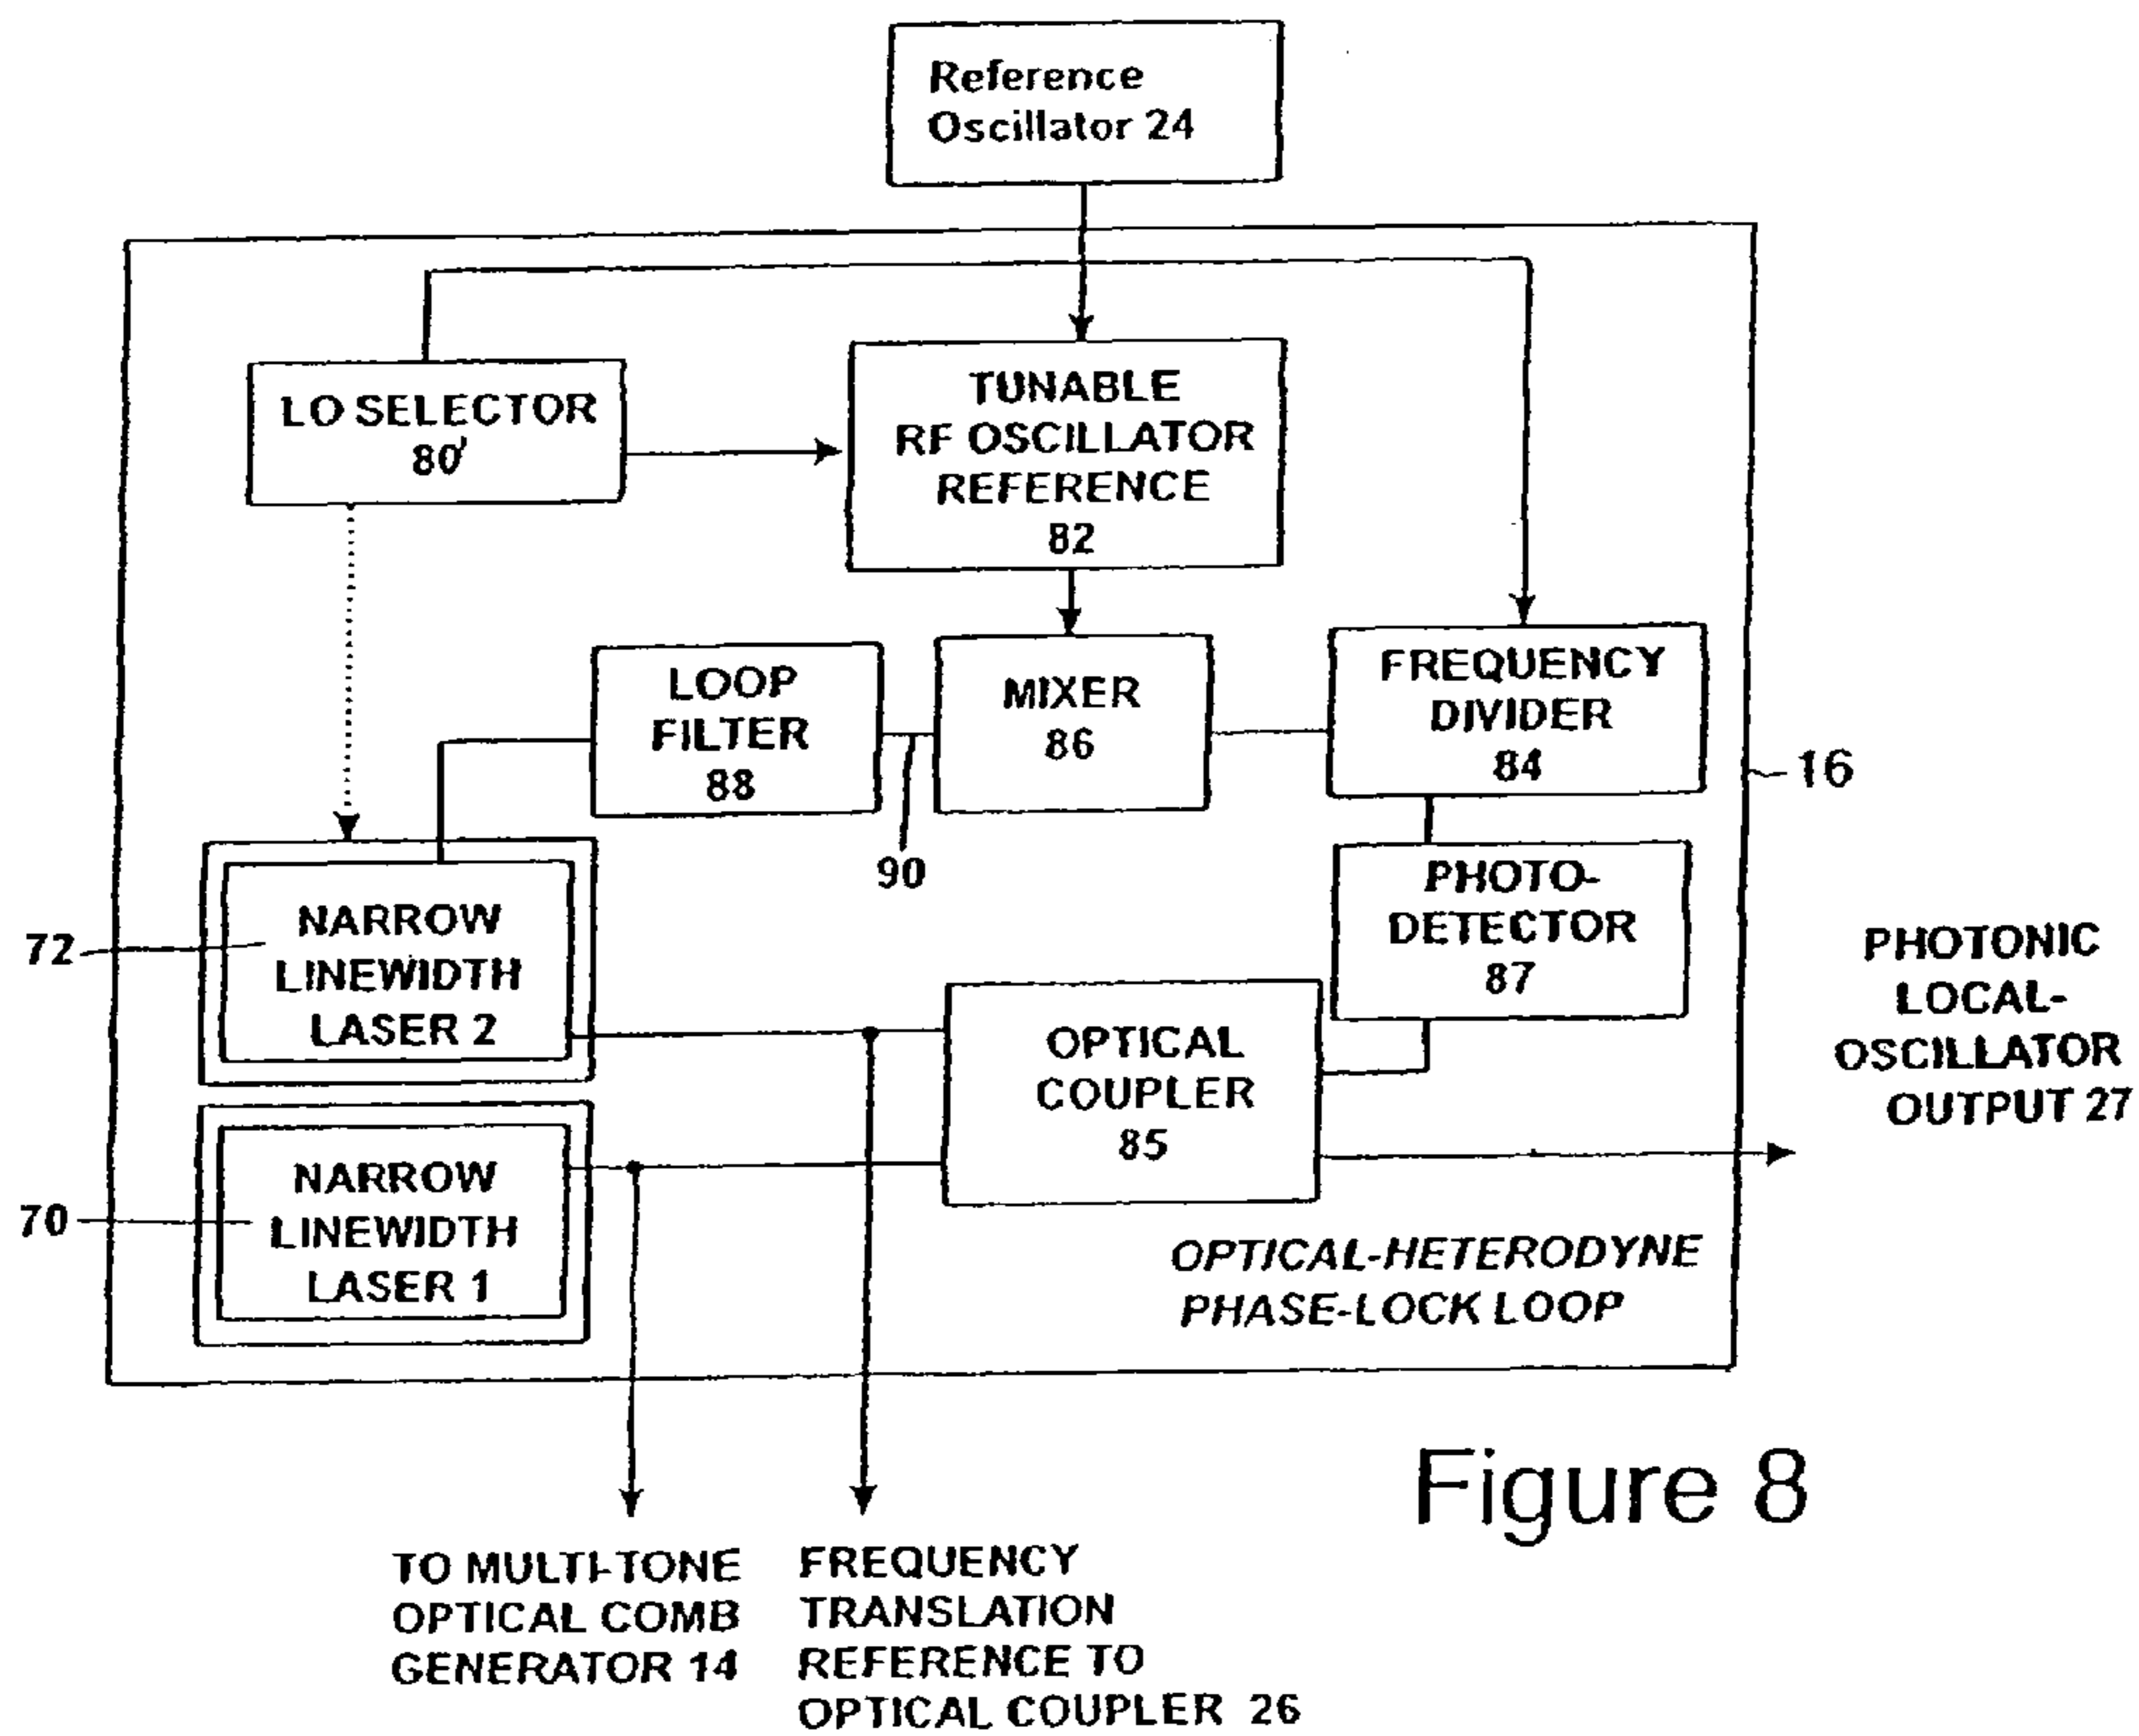 Reference
Oscillator 24
LO SELECTOR
80'
TUNABLE
RF OSCILLATOR
REFERENCE
82
LOOP
FILTER
88
MIXER
86
FREQUENCY
DIVIDER
84
16
90
PHOTO-
DETECTOR
87
72
NARROW
LINEWIDTH
LASER 2
OPTICAL
COUPLER
85
PHOTONIC
LOCAL-
OSCILLATOR
OUTPUT 27
70
NARROW
LINEWIDTH
LASER 1
OPTICAL-HETERODYNE
PHASE-LOCK LOOP
TO MULTI-TONE
OPTICAL COMB
GENERATOR 14
FREQUENCY
TRANSLATION
REFERENCE TO
OPTICAL COUPLER 26
Figure 8